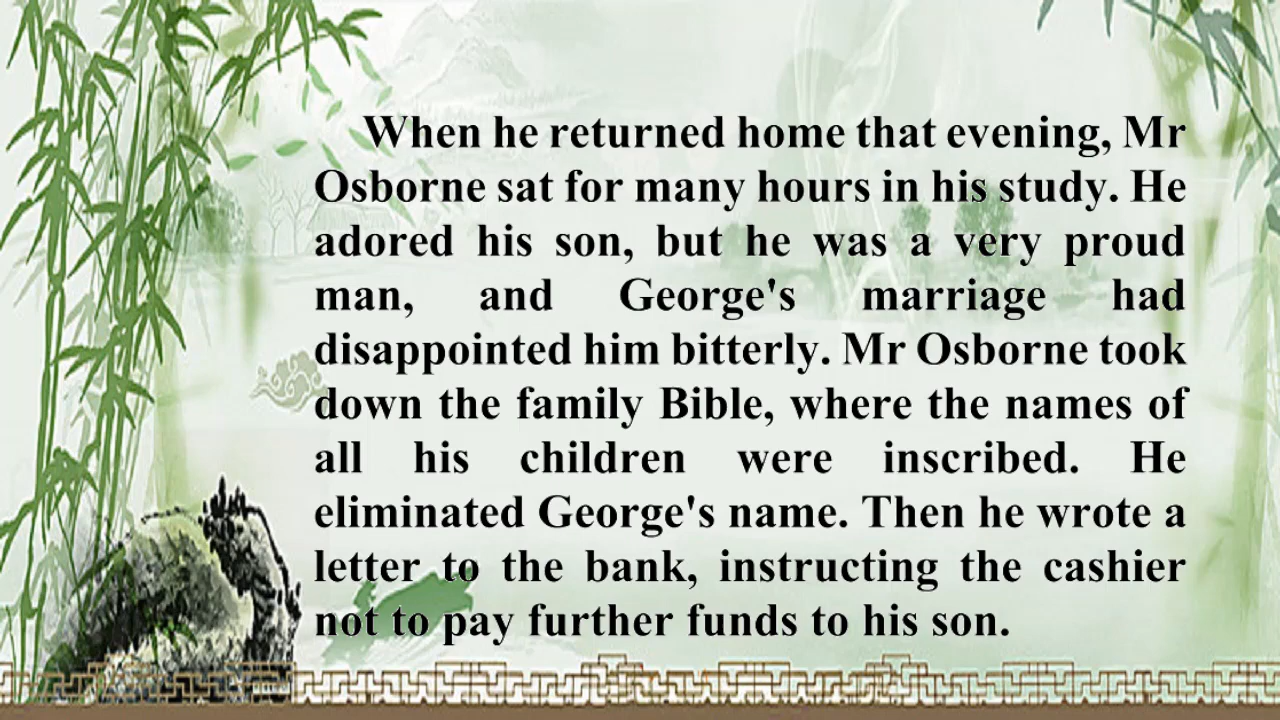 When he returned home that evening, Mr
Osborne sat for many hours in his study. He
adored his son, but he was a very proud
man, and George's marriage had
disappointed him bitterly. Mr Osborne took
down the family Bible, where the names of
all his children were inscribed. He
eliminated George's name. Then he wrote a
letter to the bank, instructing the cashier
not to pay further funds to his son.